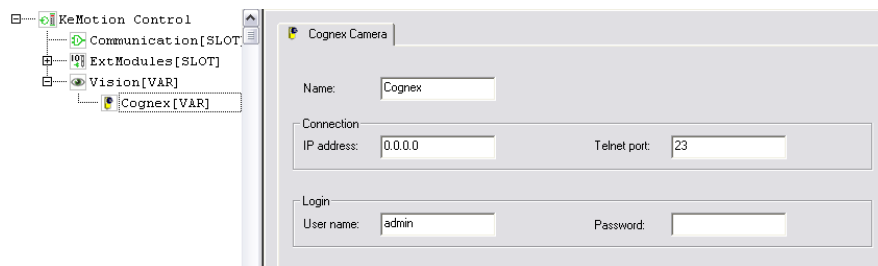 KeMotion Control
Communication[SLOT
ExtModules[SLOT]
Vision[VAR]
Cognex[VAR]
Cognex Camera
Name: Cognex
Connection
IP address: 0.0.0.0 Telnet port: 23
Login
User name: admin Password: